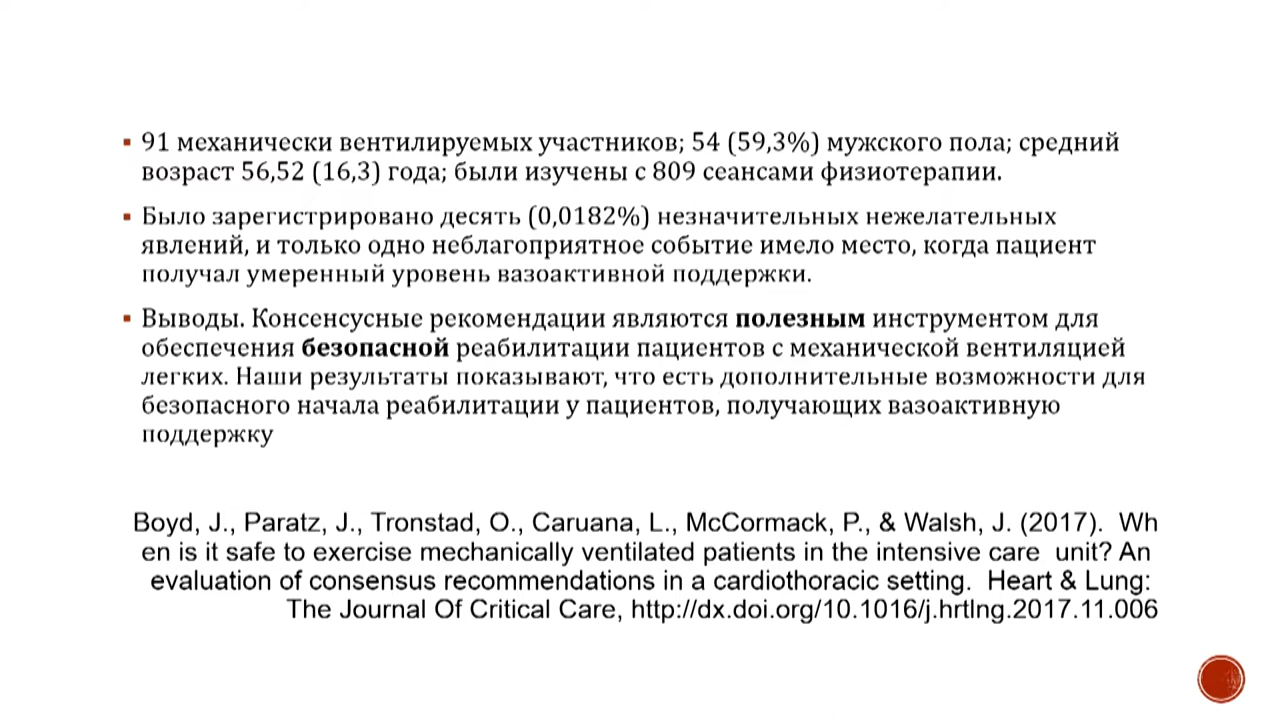 ▪ 91 механически вентилируемых участников; 54 (59,3%) мужского пола; средний
возраст 56,52 (16,3) года; были изучены с 809 сеансами физиотерапии.
▪ Было зарегистрировано десять (0,0182%) незначительных нежелательных
явлений, и только одно неблагоприятное событие имело место, когда пациент
получал умеренный уровень вазоактивной поддержки.
▪ Выводы. Консенсусные рекомендации являются полезным инструментом для
обеспечения безопасной реабилитации пациентов с механической вентиляцией
легких. Наши результаты показывают, что есть дополнительные возможности для
безопасного начала реабилитации у пациентов, получающих вазоактивную
поддержку
Boyd, J., Paratz, J., Tronstad, O., Caruana, L., McCormack, P., & Walsh, J. (2017). Wh
en is it safe to exercise mechanically ventilated patients in the intensive care unit? An
evaluation of consensus recommendations in a cardiothoracic setting. Heart & Lung:
The Journal Of Critical Care, http://dx.doi.org/10.1016/j.hrtlng.2017.11.006